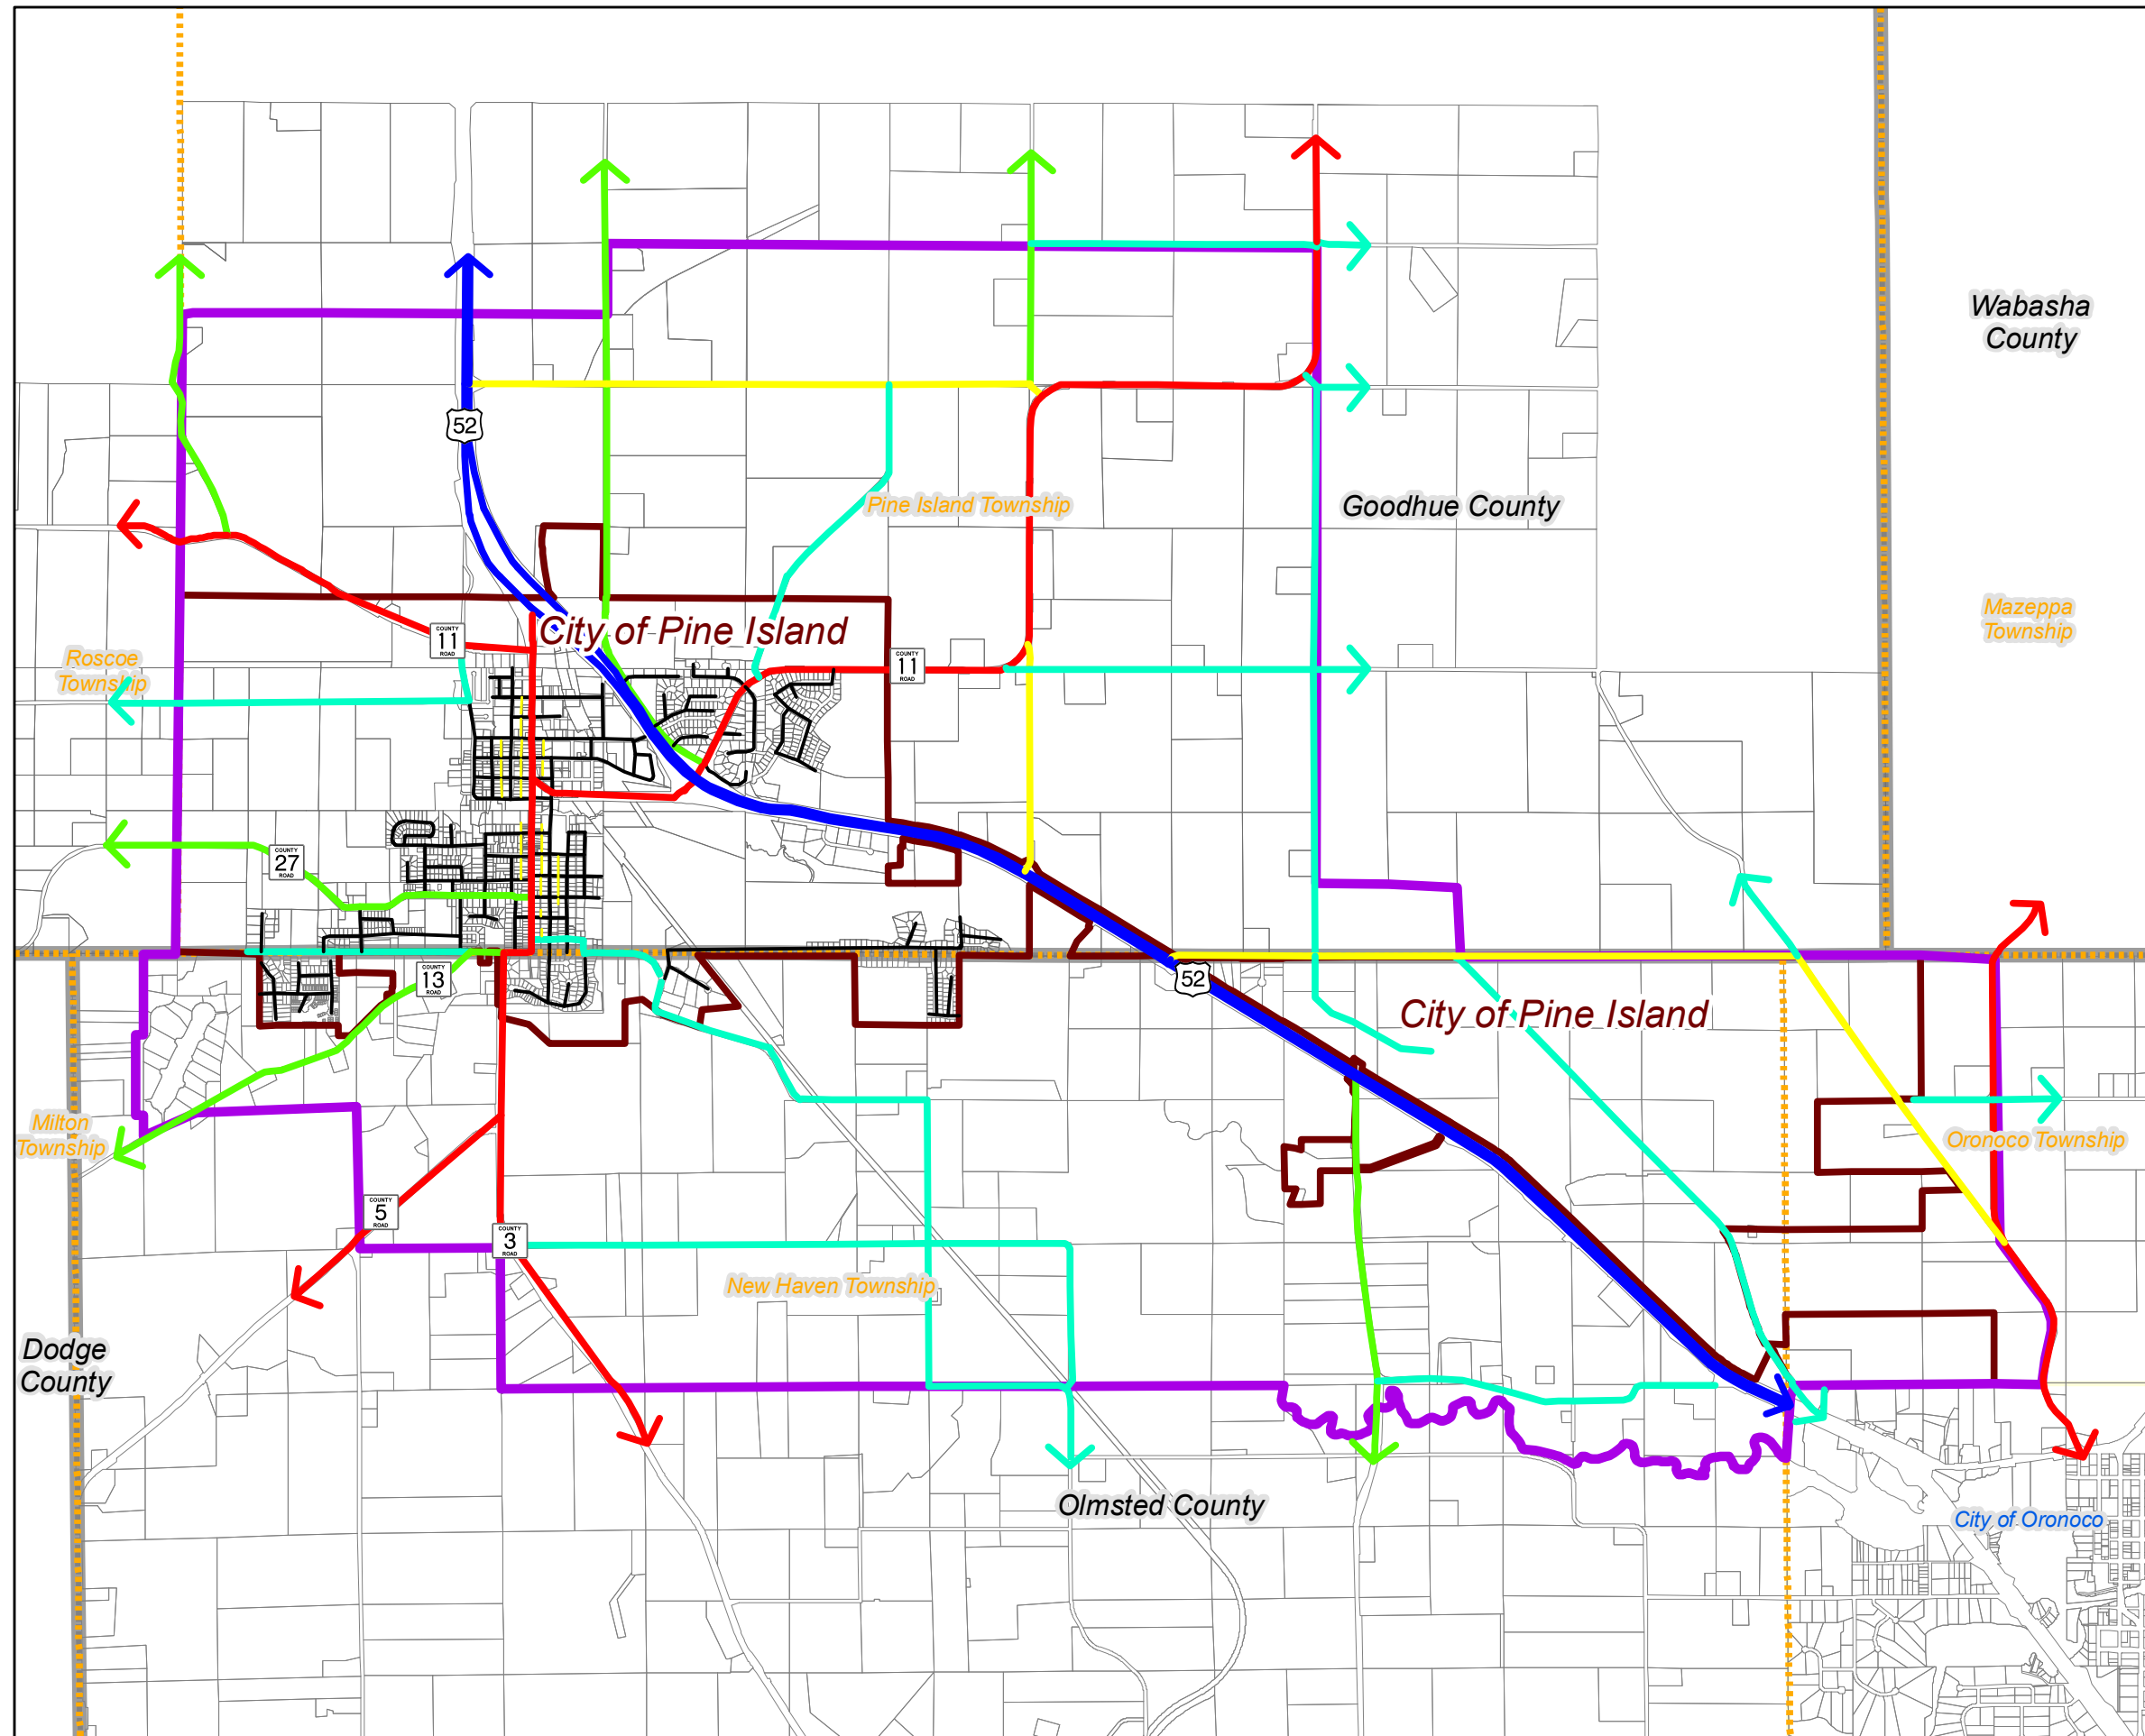 Wabasha
County
52
Pine Island Township
Goodhue County
Mazeppa
Township
City of Pine Island
COUNTY
11
ROAD
Roscoe
Township
COUNTY
11
ROAD
COUNTY
27
ROAD
COUNTY
13
ROAD
52
City of Pine Island
Milton
Township
Oronoco Township
COUNTY
5
ROAD
COUNTY
3
ROAD
New Haven Township
Dodge
County
Olmsted County
City of Oronoco